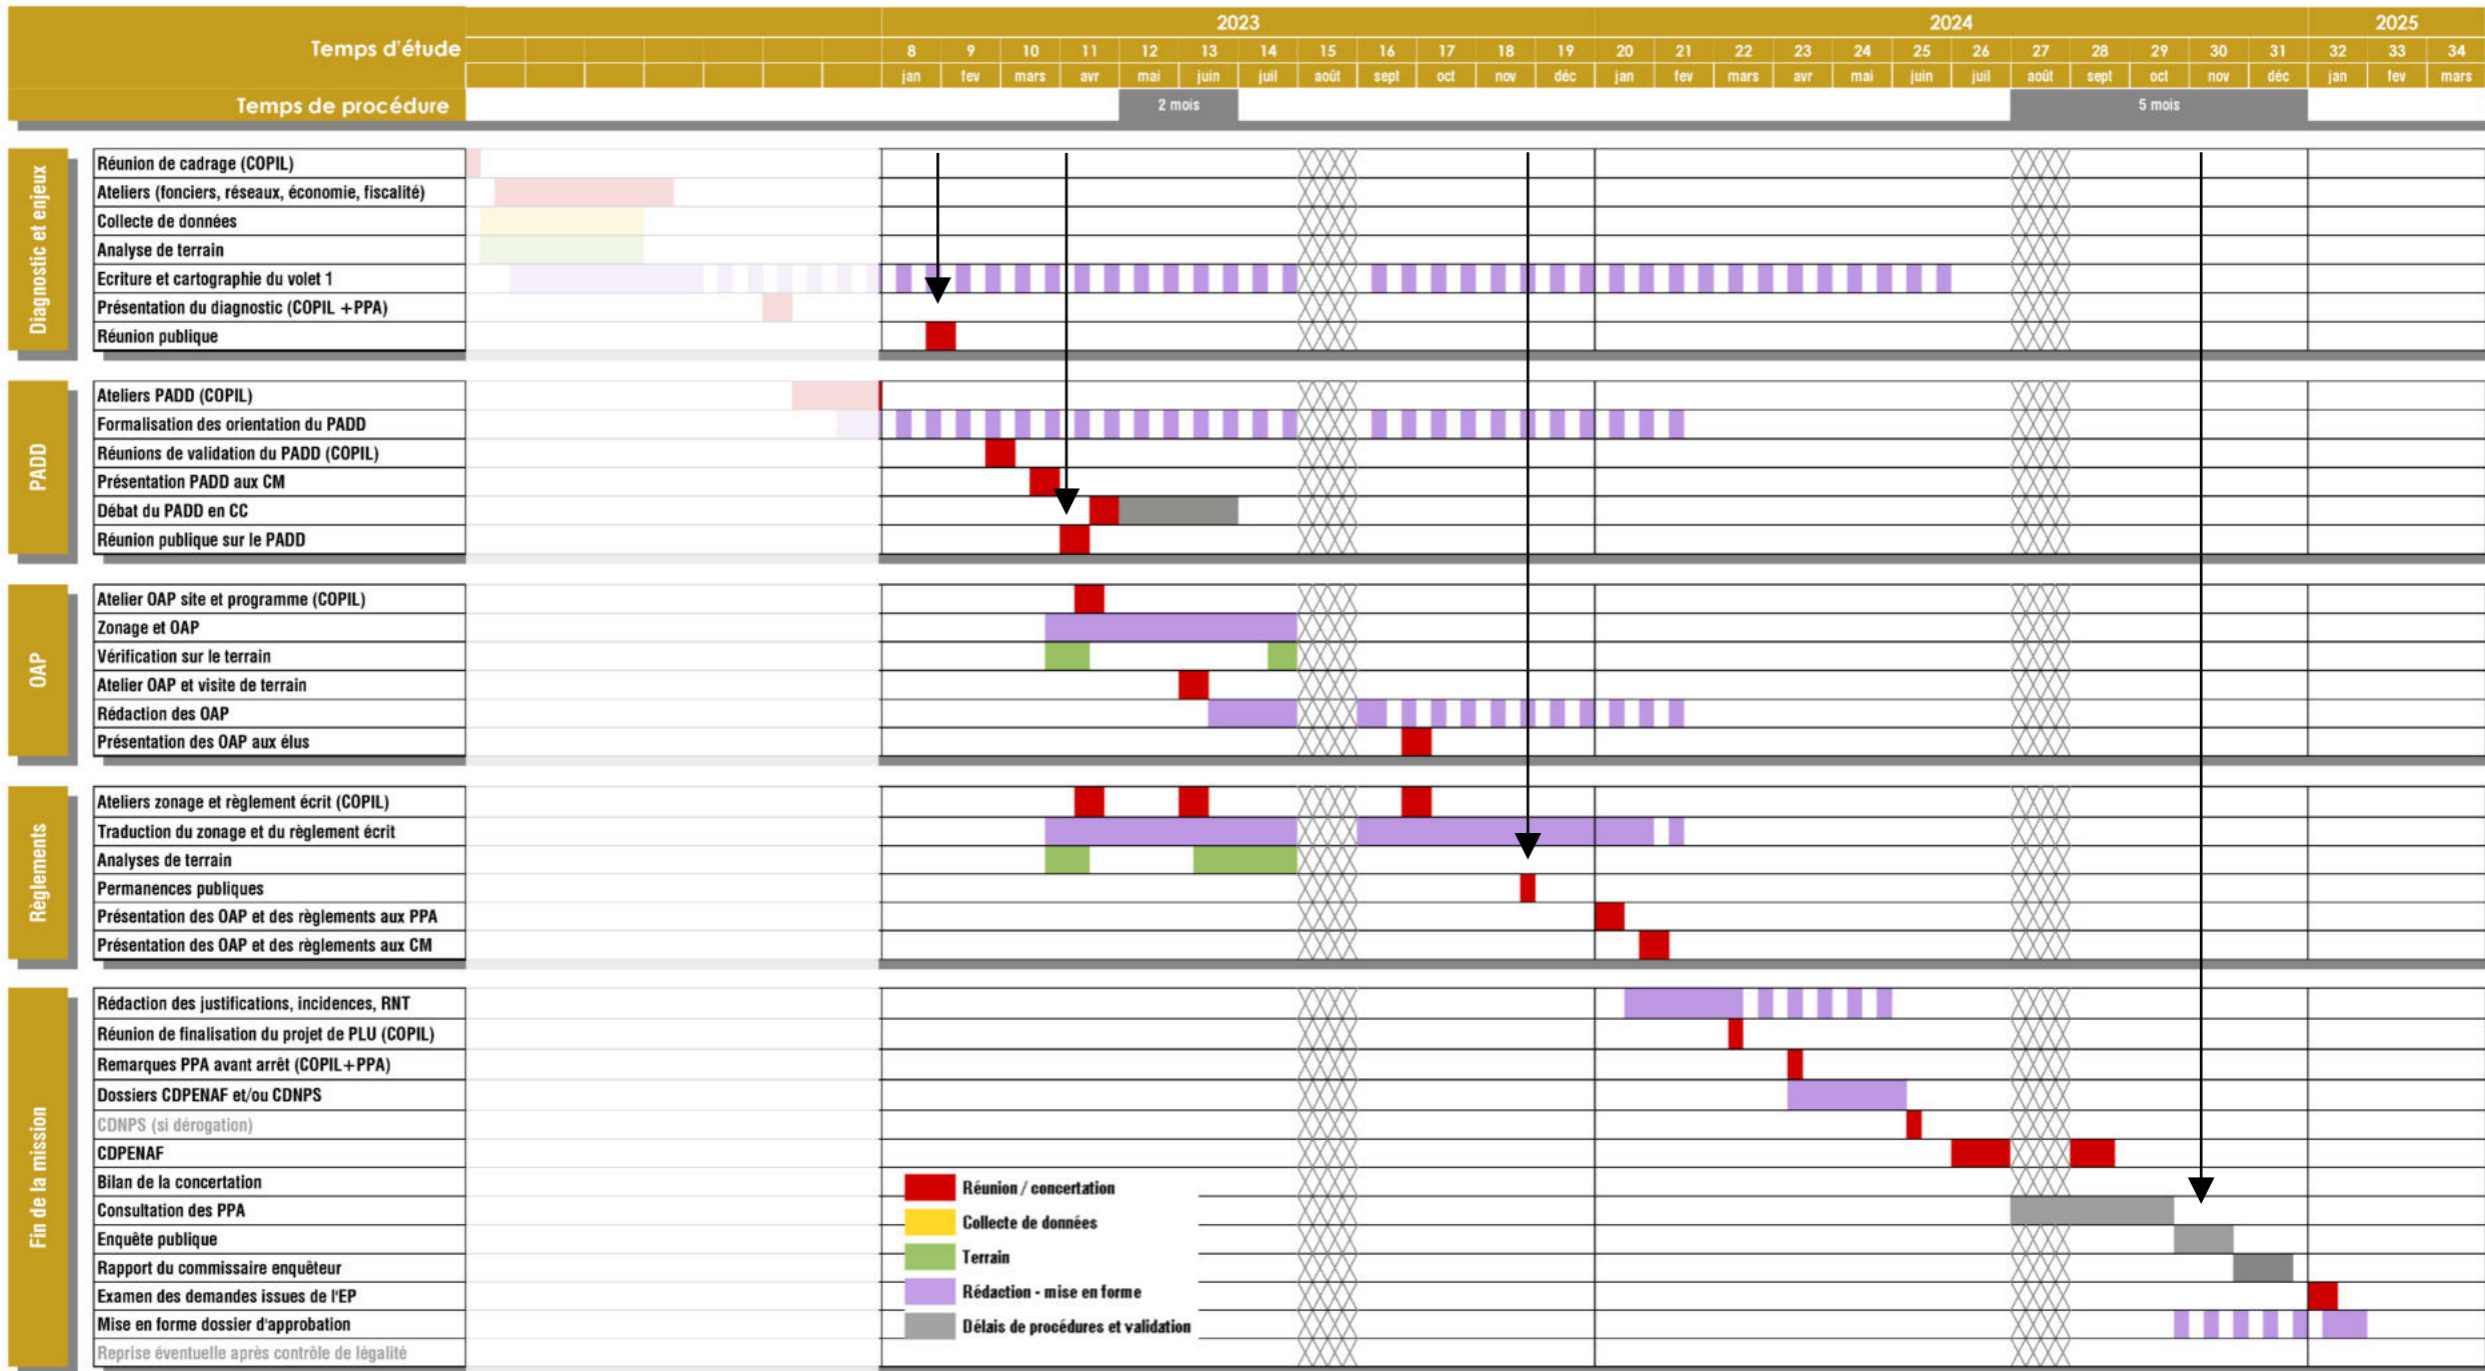 2023 2024 2025
Temps d'étude 8 9 10 11 12 13 14 15 16 17 18 19 20 21 22 23 24 25 26 27 28 29 30 31 32 33 34
jan fev mars avr mai juin juil août sept oct nov déc jan fev mars avr mai juin juil août sept oct nov déc jan fev mars
Temps de procédure 2 mois 5 mois
Diagnostic et enjeux
Réunion de cadrage (COPIL)
Ateliers (fonciers, réseaux, économie, fiscalité)
Collecte de données
Analyse de terrain
Ecriture et cartographie du volet 1
Présentation du diagnostic (COPIL +PPA)
Réunion publique
PADD
Ateliers PADD (COPIL)
Formalisation des orientation du PADD
Réunions de validation du PADD (COPIL)
Présentation PADD aux CM
Débat du PADD en CC
Réunion publique sur le PADD
OAP
Atelier OAP site et programme (COPIL)
Zonage et OAP
Vérification sur le terrain
Atelier OAP et visite de terrain
Rédaction des OAP
Présentation des OAP aux élus
Règlements
Ateliers zonage et règlement écrit (COPIL)
Traduction du zonage et du règlement écrit
Analyses de terrain
Permanences publiques
Présentation des OAP et des règlements aux PPA
Présentation des OAP et des règlements aux CM
Fin de la mission
Rédaction des justifications, incidences, RNT
Réunion de finalisation du projet de PLU (COPIL)
Remarques PPA avant arrêt (COPIL+PPA)
Dossiers CDPENAF et/ou CDNPS
CDNPS (si dérogation)
CDPENAF
Bilan de la concertation
Consultation des PPA
Enquête publique
Rapport du commissaire enquêteur
Examen des demandes issues de l'EP
Mise en forme dossier d'approbation
Reprise éventuelle après contrôle de légalité
Réunion / concertation
Collecte de données
Terrain
Rédaction - mise en forme
Délais de procédures et validation